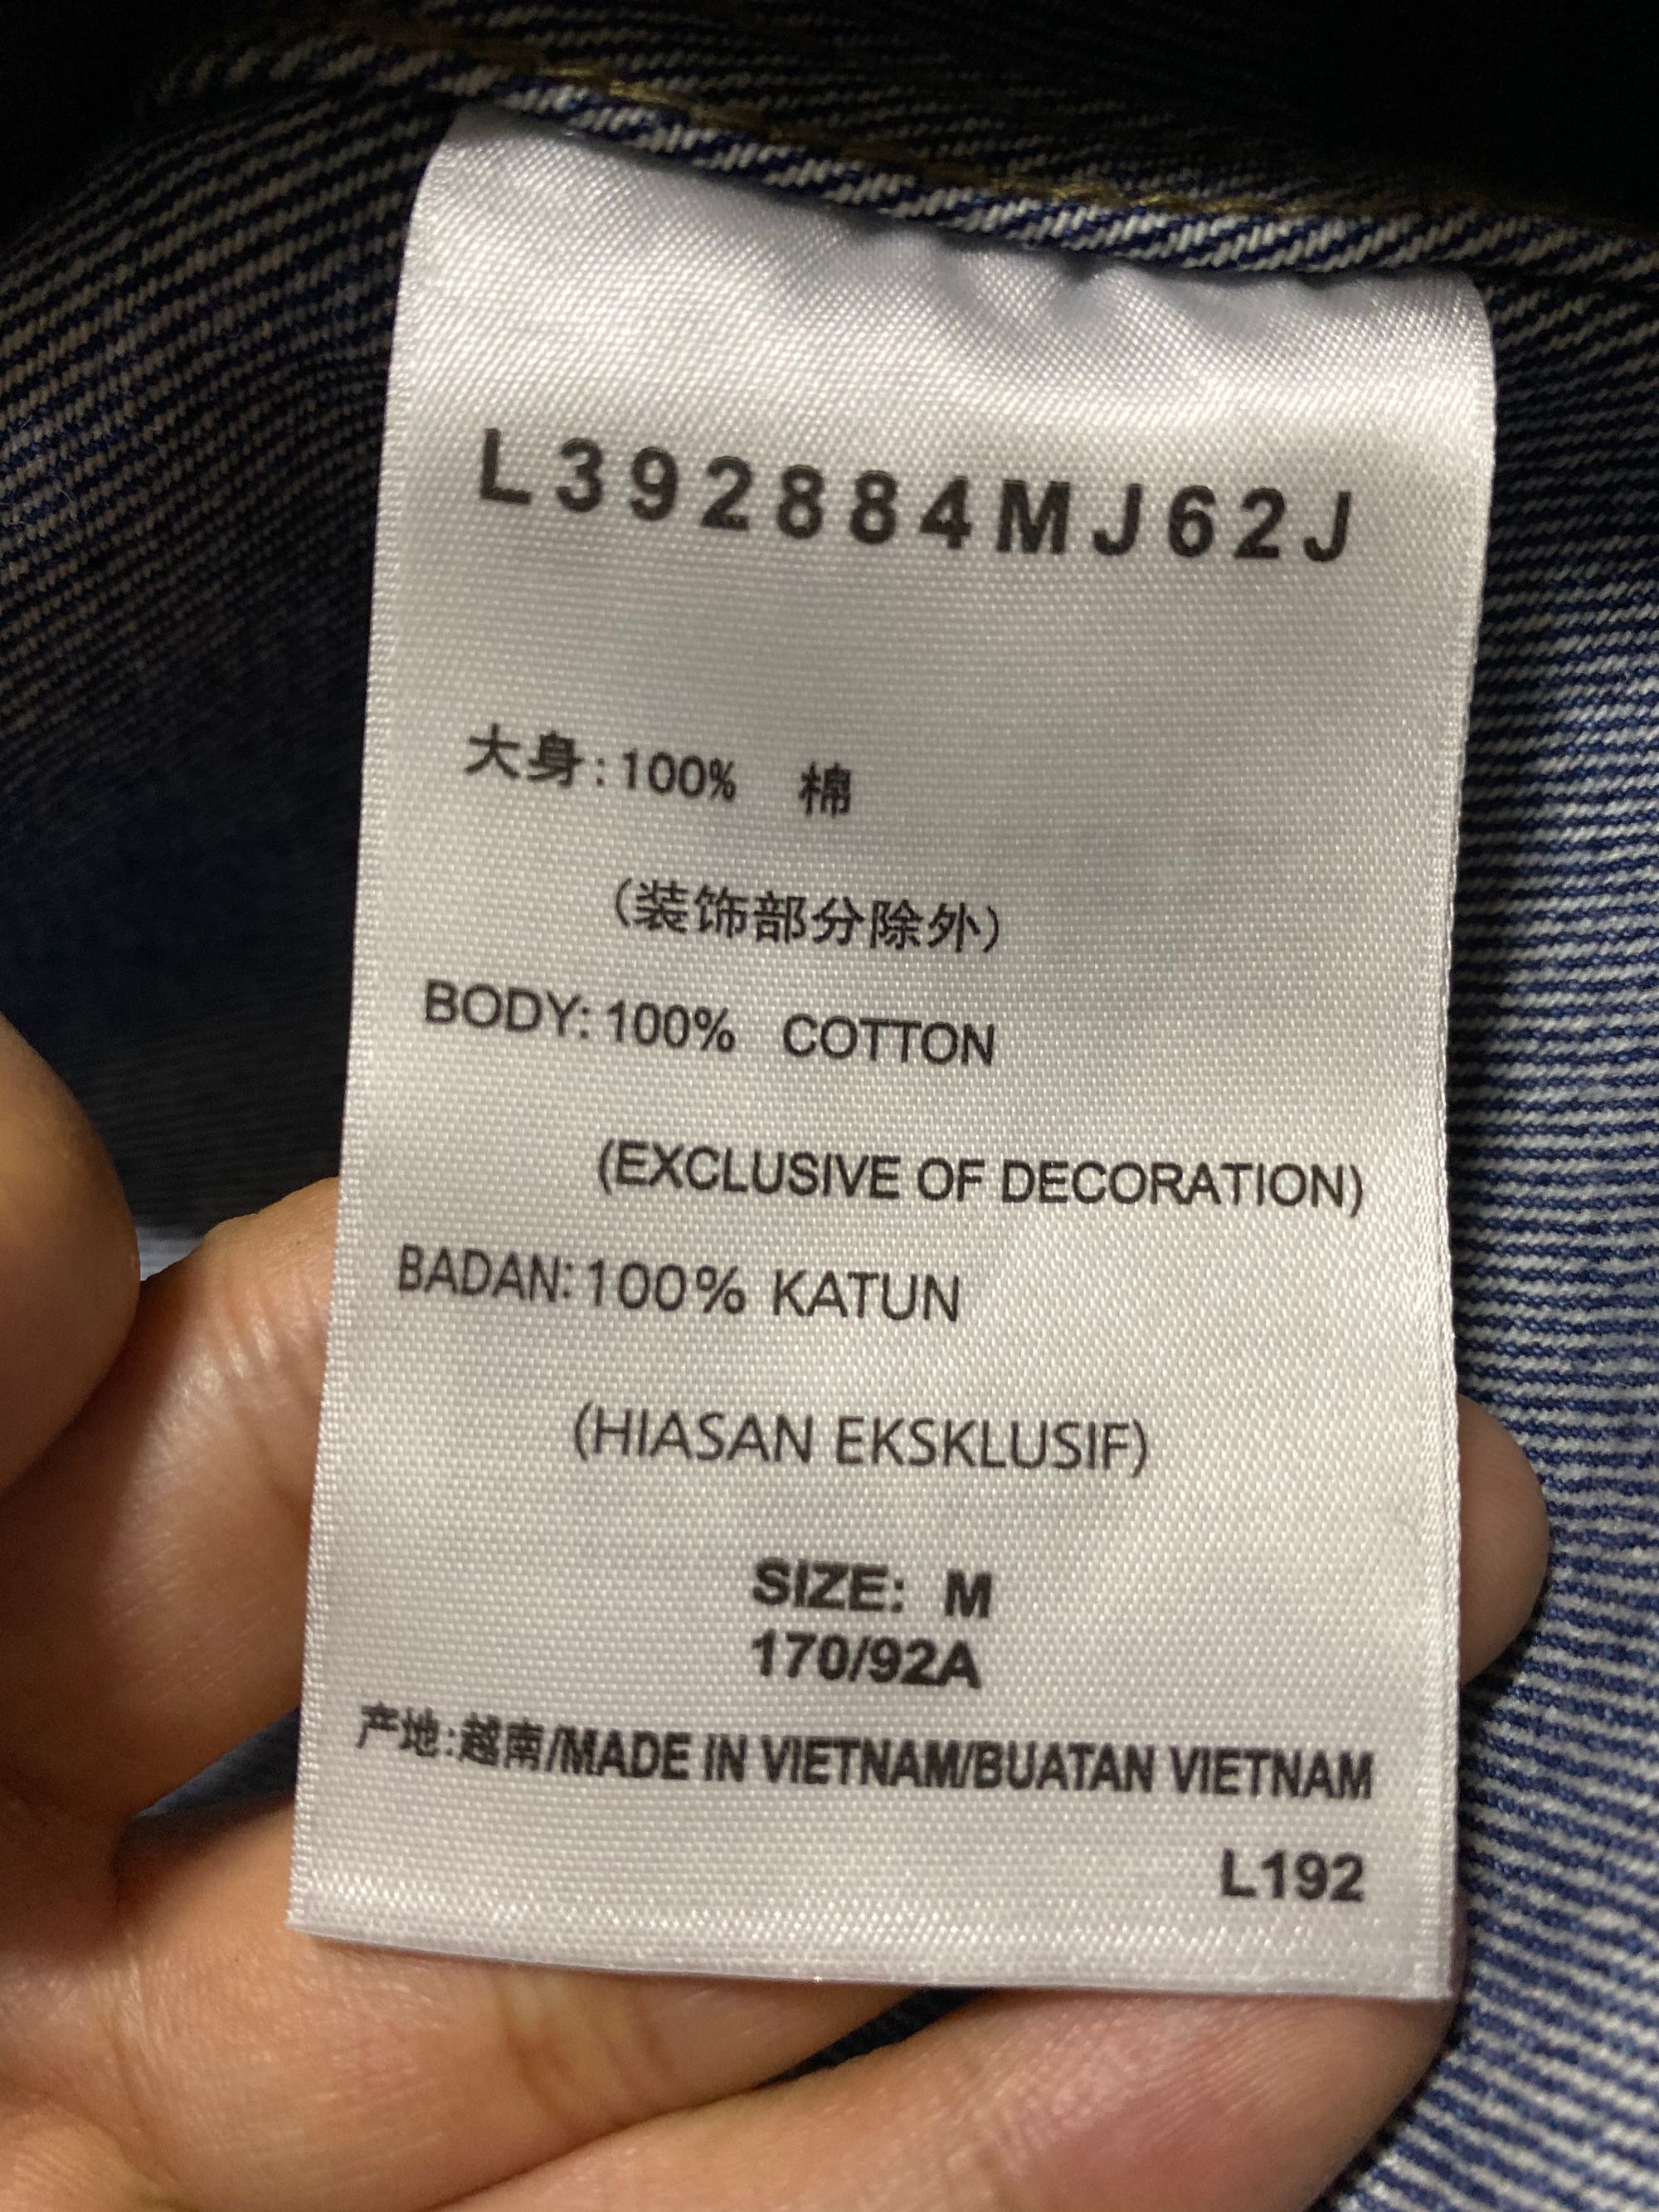 L392884MJ62J
大身:100% 棉
(装饰部分除外)
BODY: 100% COTTON
(EXCLUSIVE OF DECORATION)
BADAN: 100% KATUN
(HIASAN EKSKLUSIF)
SIZE: M
170/92A
产地:越南/MADE IN VIETNAM/BUATAN VIETNAM
L192